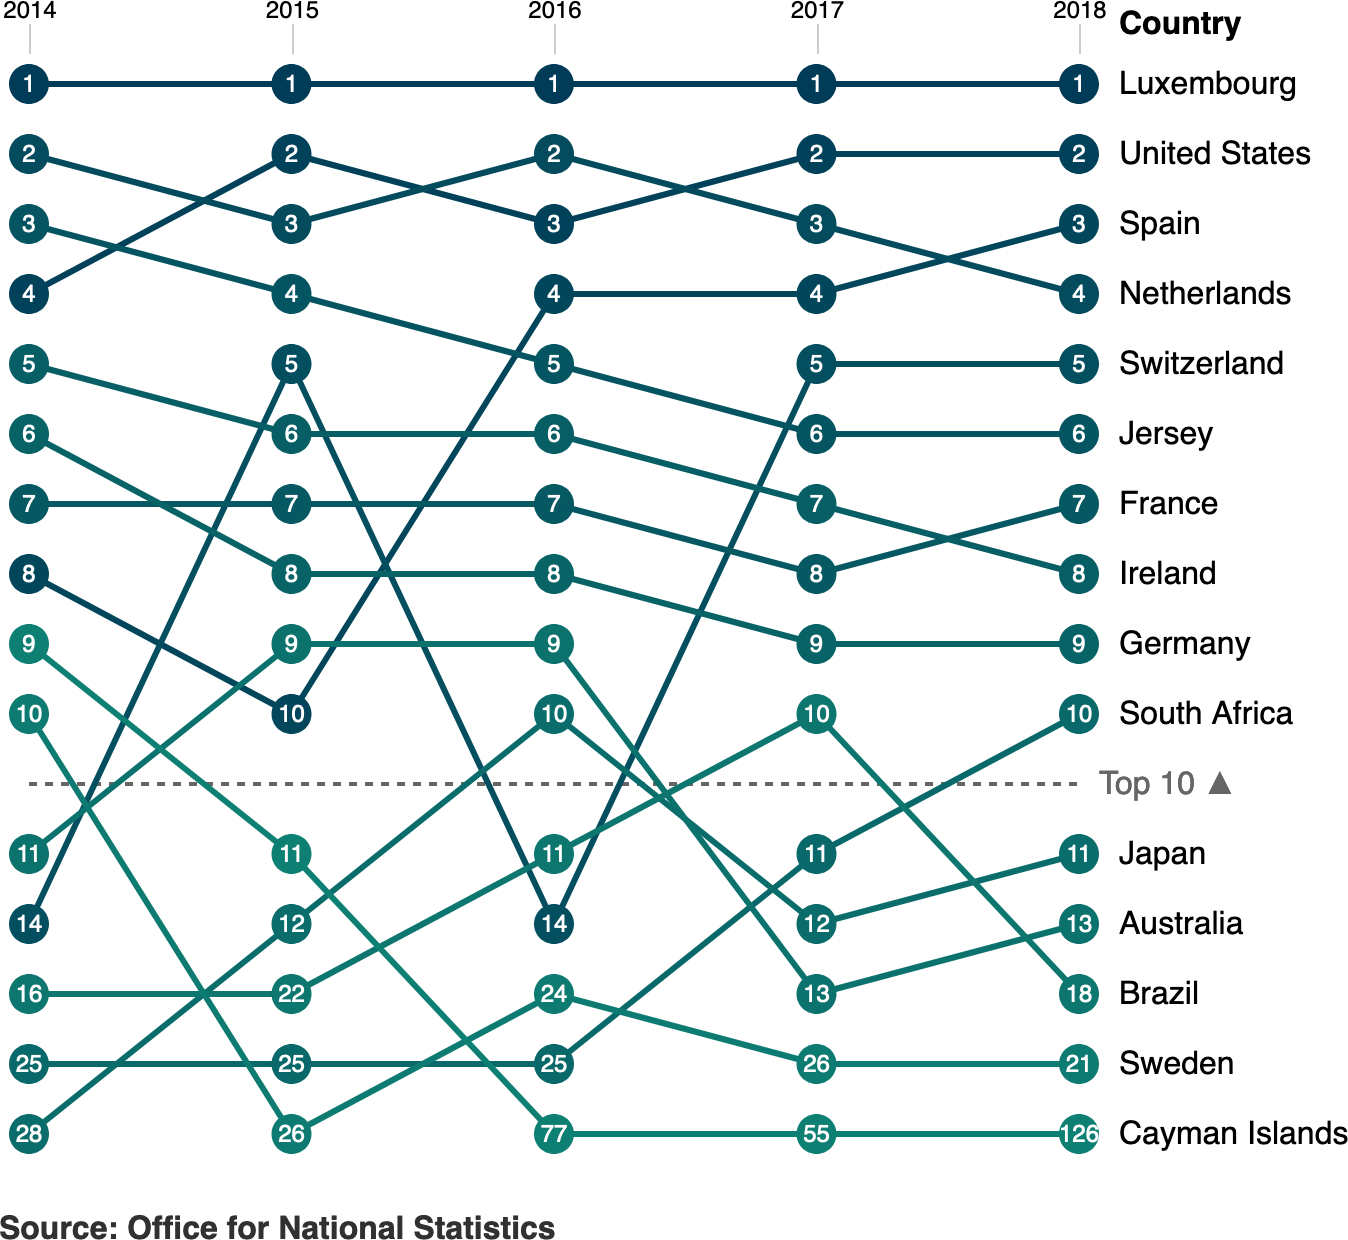 2014 2015 2016 2017 2018 Country
1 1 1 1 1 Luxembourg
2 2 2 2 2 United States
3 3 3 3 3 Spain
4 4 4 4 4 Netherlands
5 5 5 5 5 Switzerland
6 6 6 6 6 Jersey
7 7 7 7 7 France
8 8 8 8 8 Ireland
9 9 9 9 9 Germany
10 10 10 10 10 South Africa
Top 10 ▲
11 11 11 11 11 Japan
14 12 14 12 13 Australia
16 22 24 13 18 Brazil
25 25 25 26 21 Sweden
28 26 77 55 126 Cayman Islands
Source: Office for National Statistics